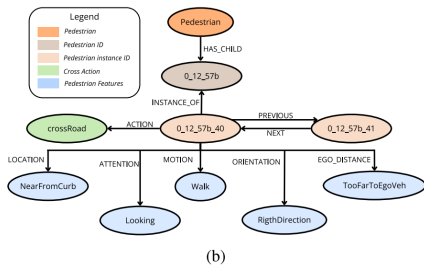 Legend
Pedestrian
Pedestrian ID
Pedestrian instance ID
Cross Action
Pedestrian Features
Pedestrian
HAS_CHILD
0_12_57b
INSTANCE_OF
PREVIOUS
crossRoad
ACTION
0_12_57b_40
NEXT
0_12_57b_41
LOCATION
ATTENTION
MOTION
ORIENTATION
EGO_DISTANCE
NearFromCurb
Walk
TooFarToEgoVeh
Looking
RigthDirection
(b)